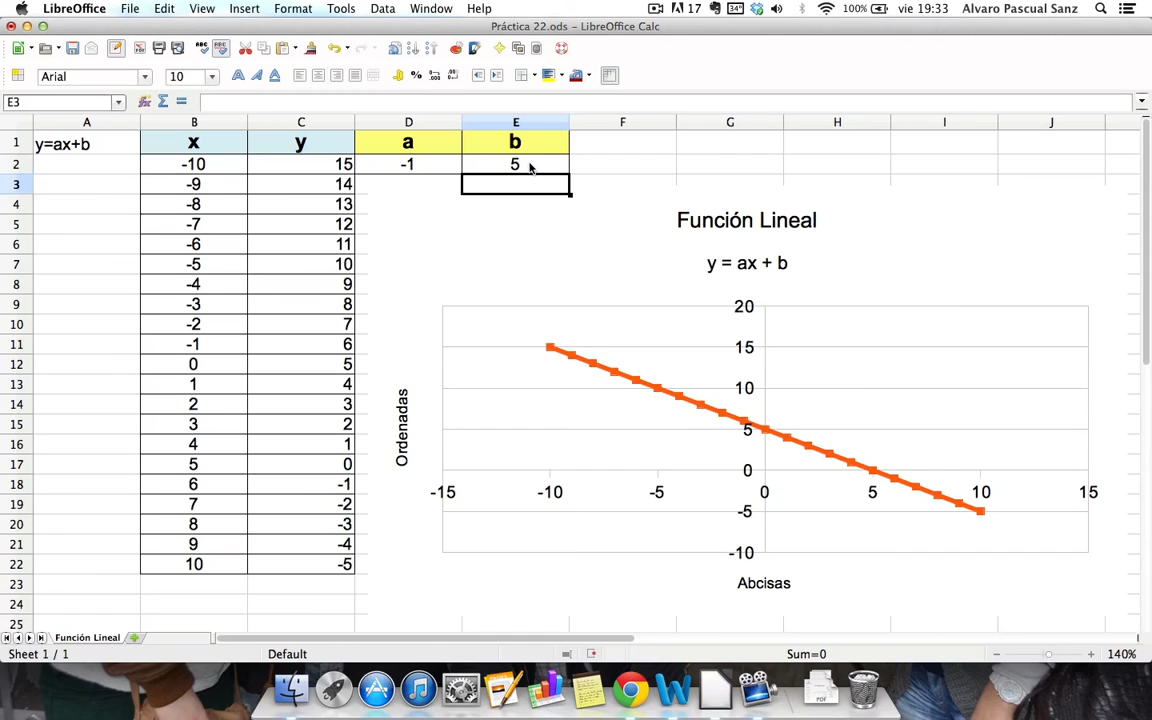 LibreOffice File Edit View Insert Format Tools Data Window Help 17 34° 100% vie 19:33 Alvaro Pascual Sanz
Práctica 22.ods – LibreOffice Calc
Arial 10
E3
A B C D E F G H I J
1 y=ax+b x y a b
2 -10 15 -1 5
3 -9 14
4 -8 13
5 -7 12
6 -6 11
7 -5 10
8 -4 9
9 -3 8
10 -2 7
11 -1 6
12 0 5
13 1 4
14 2 3
15 3 2
16 4 1
17 5 0
18 6 -1
19 7 -2
20 8 -3
21 9 -4
22 10 -5
23
24
25
Función Lineal
y = ax + b
20
15
10
5
0
-5
-10
-15 -10 -5 0 5 10 15
Ordenadas
Abcisas
Función Lineal
Sheet 1 / 1 Default Sum=0 140%
PDF